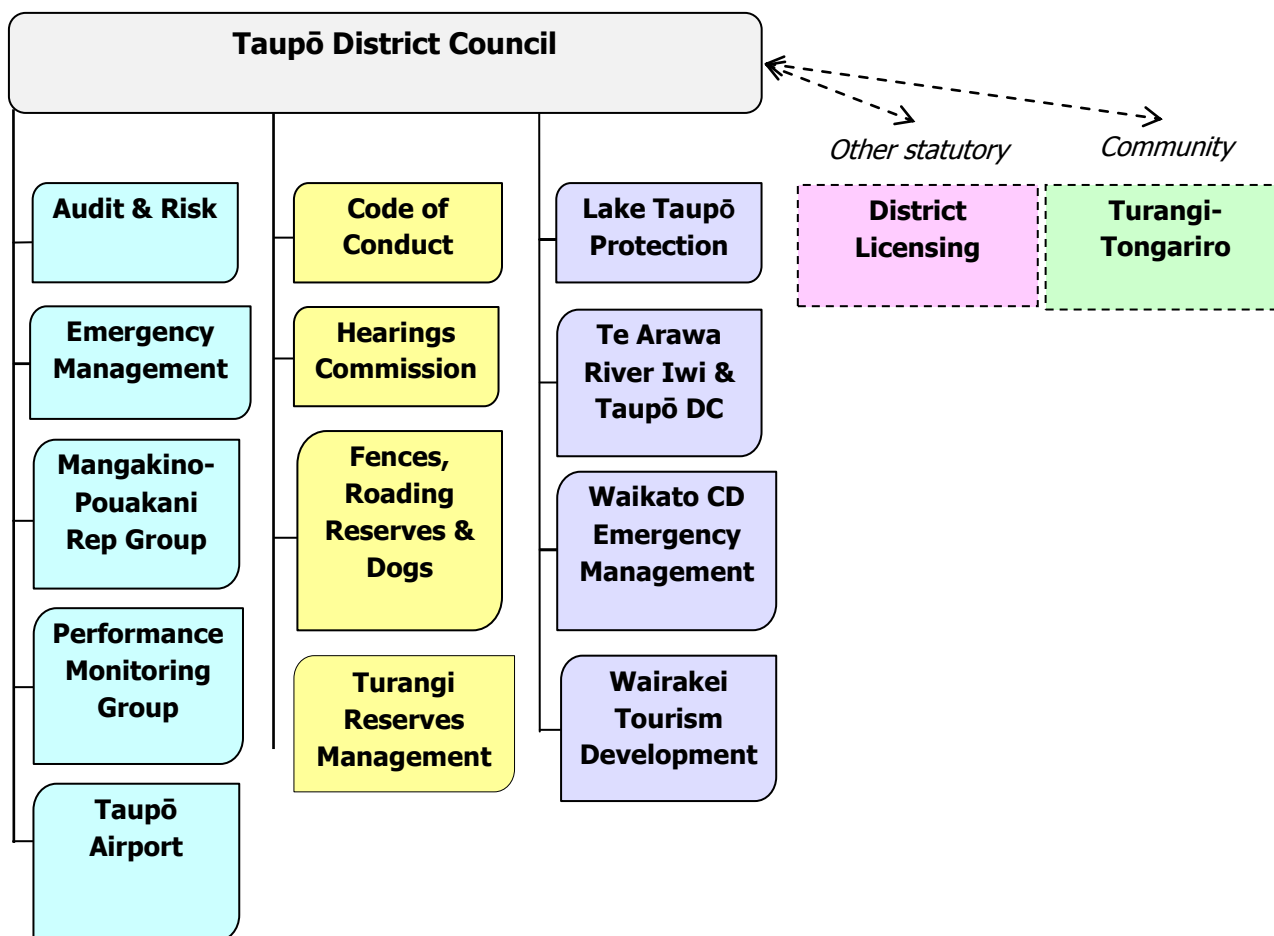 Taupō District Council
Other statutory
Community
Audit & Risk
Emergency
Management
Mangakino-
Pouakani
Rep Group
Performance
Monitoring
Group
Taupō
Airport
Code of
Conduct
Hearings
Commission
Fences,
Roading
Reserves &
Dogs
Turangi
Reserves
Management
Lake Taupō
Protection
Te Arawa
River Iwi &
Taupō DC
Waikato CD
Emergency
Management
Wairakei
Tourism
Development
District
Licensing
Turangi-
Tongariro